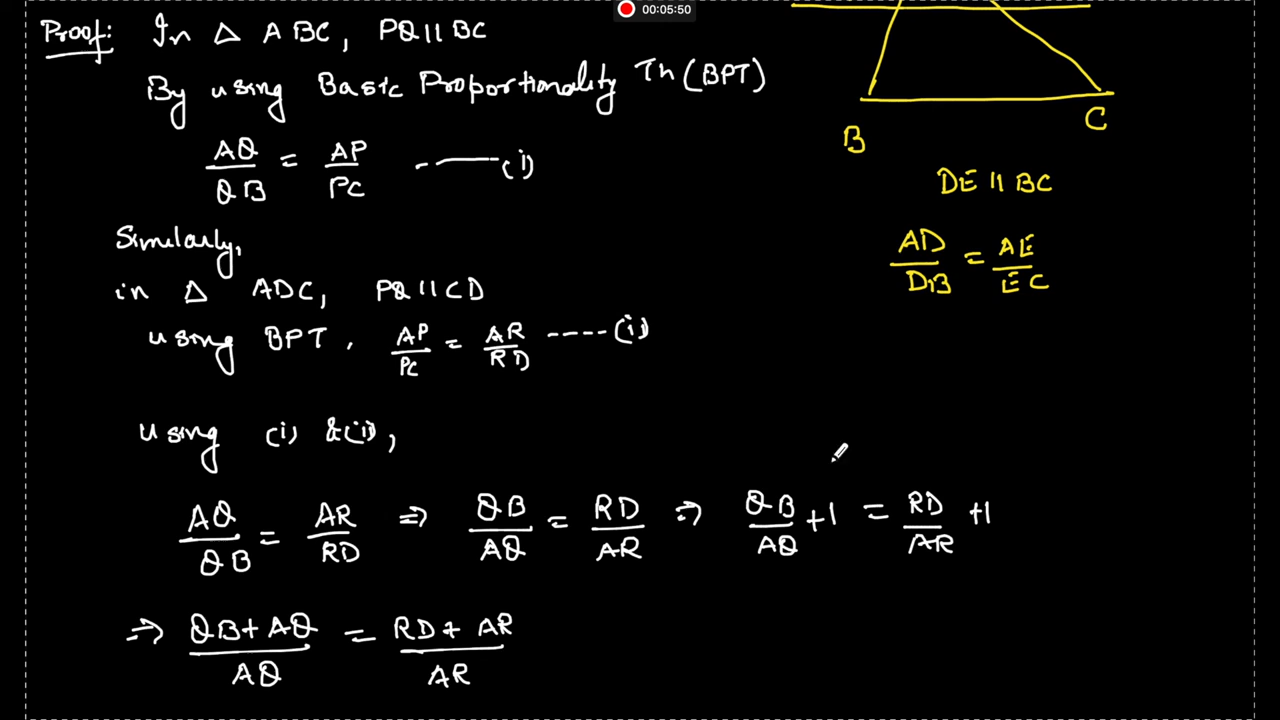 00:05:50
Proof: In △ ABC, PQ || BC
By using Basic Proportionality Th (BPT)
AQ/QB = AP/PC ----(i)
Similarly,
in △ ADC, PQ || CD
using BPT, AP/PC = AR/RD ----(i)
using (i) & (i),
AQ/QB = AR/RD ⇒ QB/AQ = RD/AR ⇒ QB/AQ + 1 = RD/AR + 1
⇒ QB + AQ/AQ = RD + AR/AR
B C
DE || BC
AD/DB = AE/EC